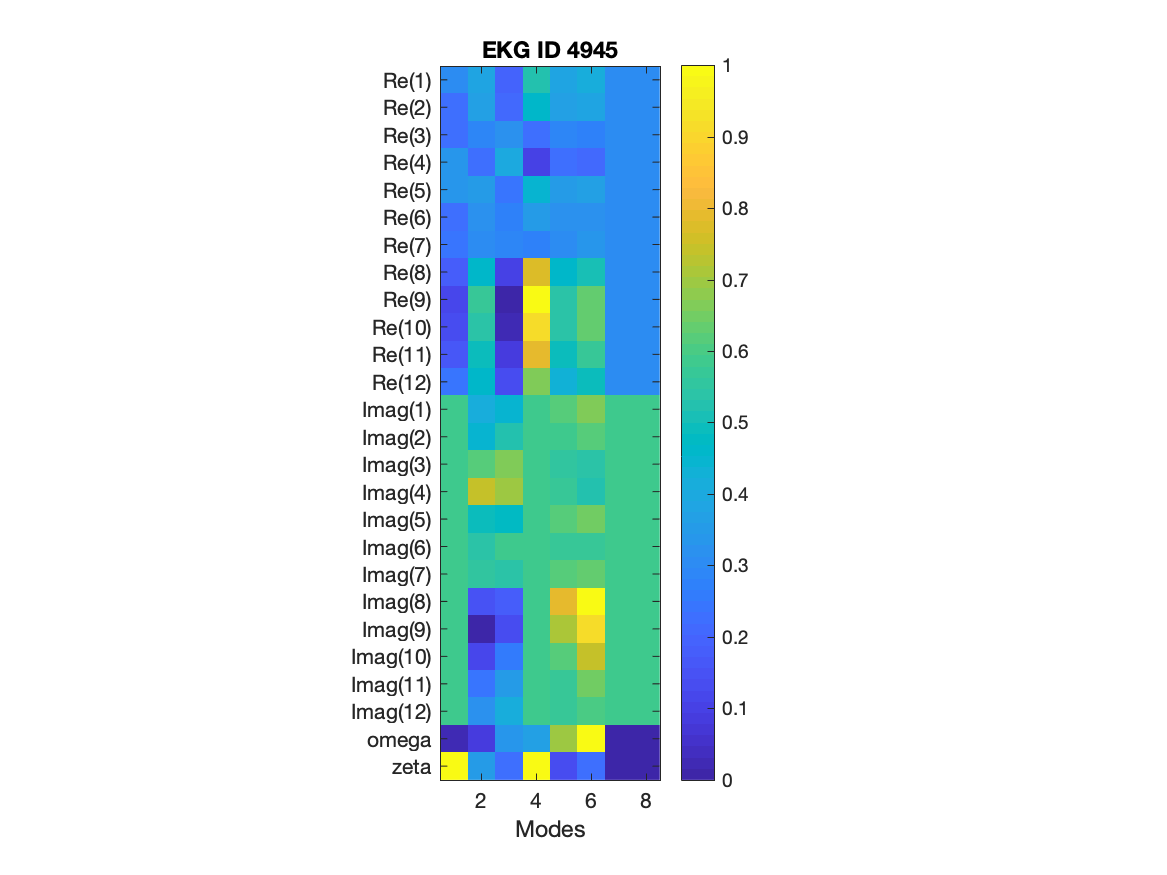 EKG ID 4945
Re(1)
Re(2)
Re(3)
Re(4)
Re(5)
Re(6)
Re(7)
Re(8)
Re(9)
Re(10)
Re(11)
Re(12)
Imag(1)
Imag(2)
Imag(3)
Imag(4)
Imag(5)
Imag(6)
Imag(7)
Imag(8)
Imag(9)
Imag(10)
Imag(11)
Imag(12)
omega
zeta
2 4 6 8
Modes
1
0.9
0.8
0.7
0.6
0.5
0.4
0.3
0.2
0.1
0